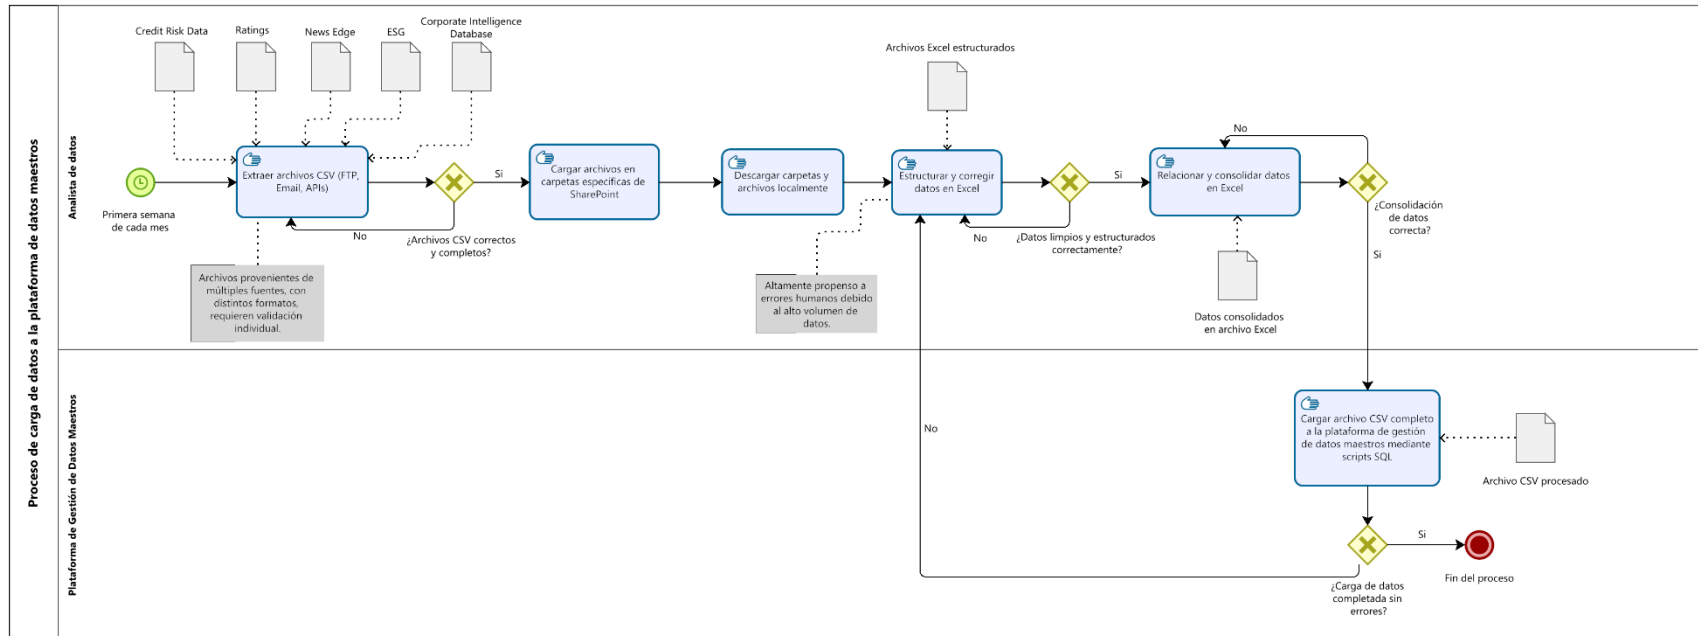 Proceso de carga de datos a la plataforma de datos maestros
Analista de datos
Credit Risk Data
Ratings
News Edge
ESG
Corporate Intelligence
Database
Primera semana
de cada mes
Extraer archivos CSV (FTP,
Email, APIs)
Archivos provenientes de
múltiples fuentes, con
distintos formatos,
requieren validación
individual.
No
¿Archivos CSV correctos
y completos?
Si
Cargar archivos en
carpetas específicas de
SharePoint
Descargar carpetas y
archivos localmente
Archivos Excel estructurados
Estructurar y corregir
datos en Excel
Altamente propenso a
errores humanos debido
al alto volumen de
datos.
No
¿Datos limpios y estructurados
correctamente?
Si
Relacionar y consolidar datos
en Excel
No
Datos consolidados
en archivo Excel
¿Consolidación
de datos
correcta?
Si
Plataforma de Gestión de Datos Maestros
Cargar archivo CSV completo
a la plataforma de gestión
de datos maestros mediante
scripts SQL
Archivo CSV procesado
No
¿Carga de datos
completada sin
errores?
Si
Fin del proceso